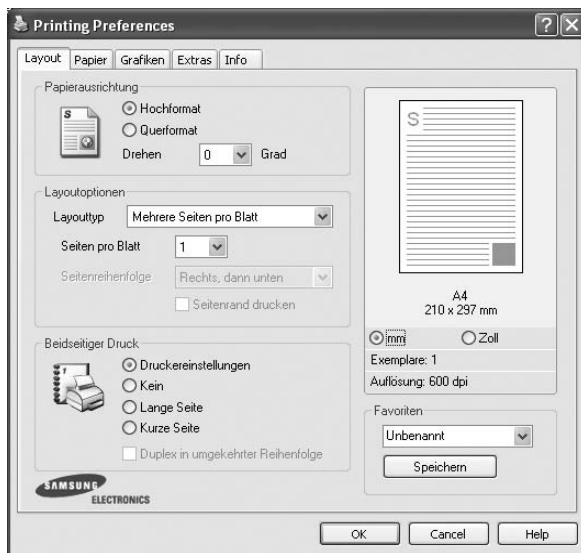 Printing Preferences
Layout Papier Grafiken Extras Info
Papierausrichtung
S
Hochformat
Querformat
Drehen 0 Grad
Layoutoptionen
Layouttyp Mehrere Seiten pro Blatt
Seiten pro Blatt 1
Seitenreihenfolge Rechts, dann unten
Seitenrand drucken
Beidseitiger Druck
Druckereinstellungen
Kein
Lange Seite
Kurze Seite
Duplex in umgekehrter Reihenfolge
SAMSUNG
ELECTRONICS
S
A4
210 x 297 mm
mm Zoll
Exemplare: 1
Auflösung: 600 dpi
Favoriten
Unbenannt
Speichern
OK Cancel Help